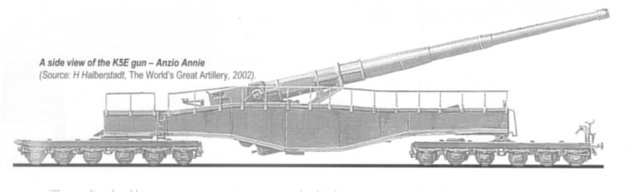 A side view of the K5E gun – Anzio Annie
(Source: H Halberstadt, The World's Great Artillery, 2002).